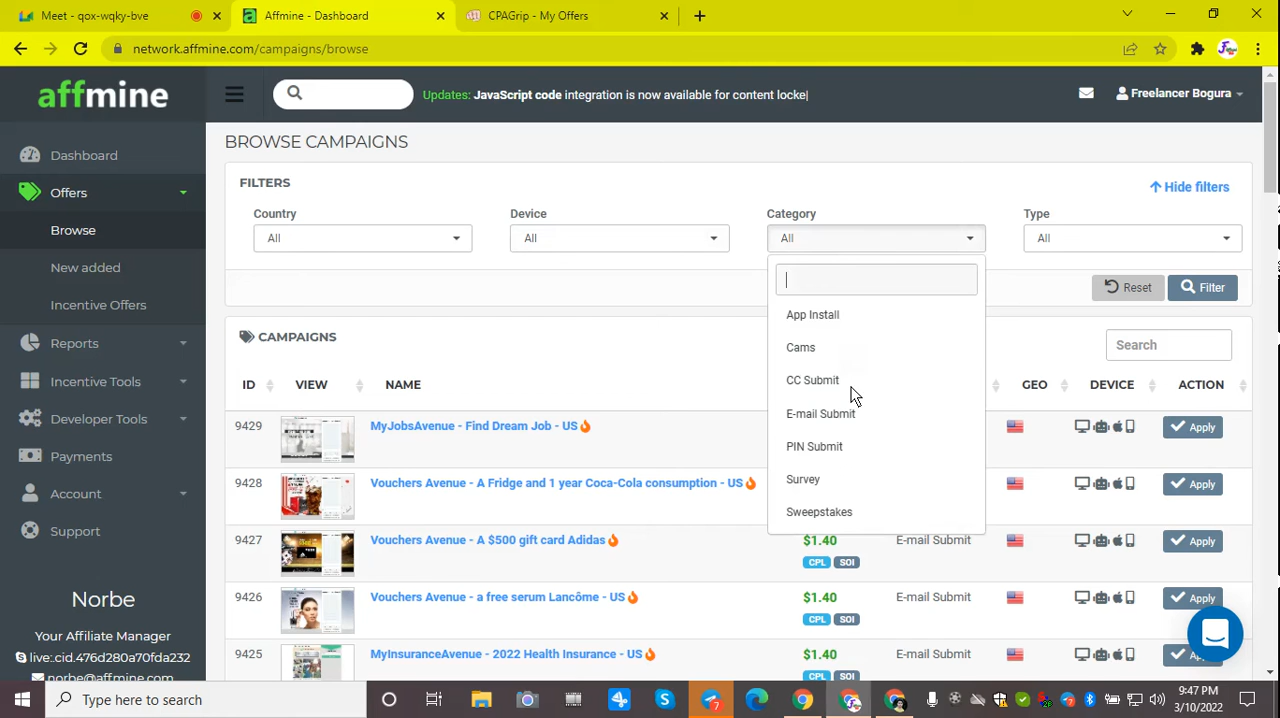 Meet - qox-wqky-bve
Affmine - Dashboard
CPAGrip - My Offers
network.affmine.com/campaigns/browse
affmine
Updates: JavaScript code integration is now available for content locke|
Freelancer Bogura
Dashboard
Offers
Browse
New added
Incentive Offers
Reports
Incentive Tools
Developer Tools
Payments
Account
Support
Norbe
Your Affiliate Manager
live:.cid.476d280a70fda232
norbe@affmine.com
BROWSE CAMPAIGNS
FILTERS
Hide filters
Country Device Category Type
All All All All
App Install
Cams
CC Submit
E-mail Submit
PIN Submit
Survey
Sweepstakes
Reset Filter
CAMPAIGNS
Search
ID VIEW NAME GEO DEVICE ACTION
9429 MyJobsAvenue - Find Dream Job - US Apply
9428 Vouchers Avenue - A Fridge and 1 year Coca-Cola consumption - US Apply
9427 Vouchers Avenue - A $500 gift card Adidas $1.40 E-mail Submit Apply
CPL SOI
9426 Vouchers Avenue - a free serum Lancôme - US $1.40 E-mail Submit Apply
CPL SOI
9425 MyInsuranceAvenue - 2022 Health Insurance - US $1.40 E-mail Submit
CPL SOI
Type here to search
7
9:47 PM
3/10/2022